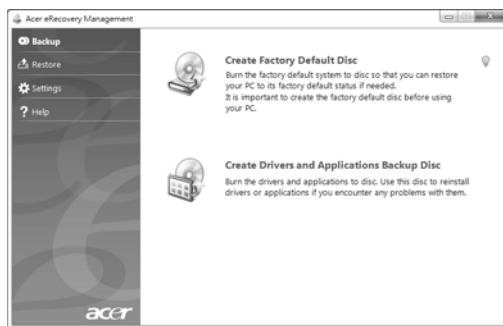 Acer eRecovery Management
Backup
Restore
Settings
Help
Create Factory Default Disc
Burn the factory default system to disc so that you can restore
your PC to its factory default status if needed.
It is important to create the factory default disc before using
your PC.
Create Drivers and Applications Backup Disc
Burn the drivers and applications to disc. Use this disc to reinstall
drivers or applications if you encounter any problems with them.
acer